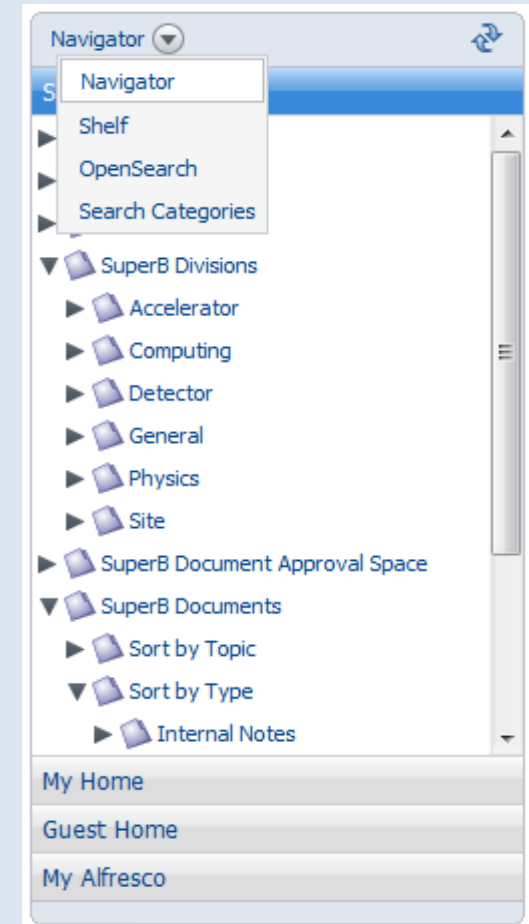 Navigator
Navigator
S
Shelf
OpenSearch
Search Categories
SuperB Divisions
Accelerator
Computing
Detector
General
Physics
Site
SuperB Document Approval Space
SuperB Documents
Sort by Topic
Sort by Type
Internal Notes
My Home
Guest Home
My Alfresco